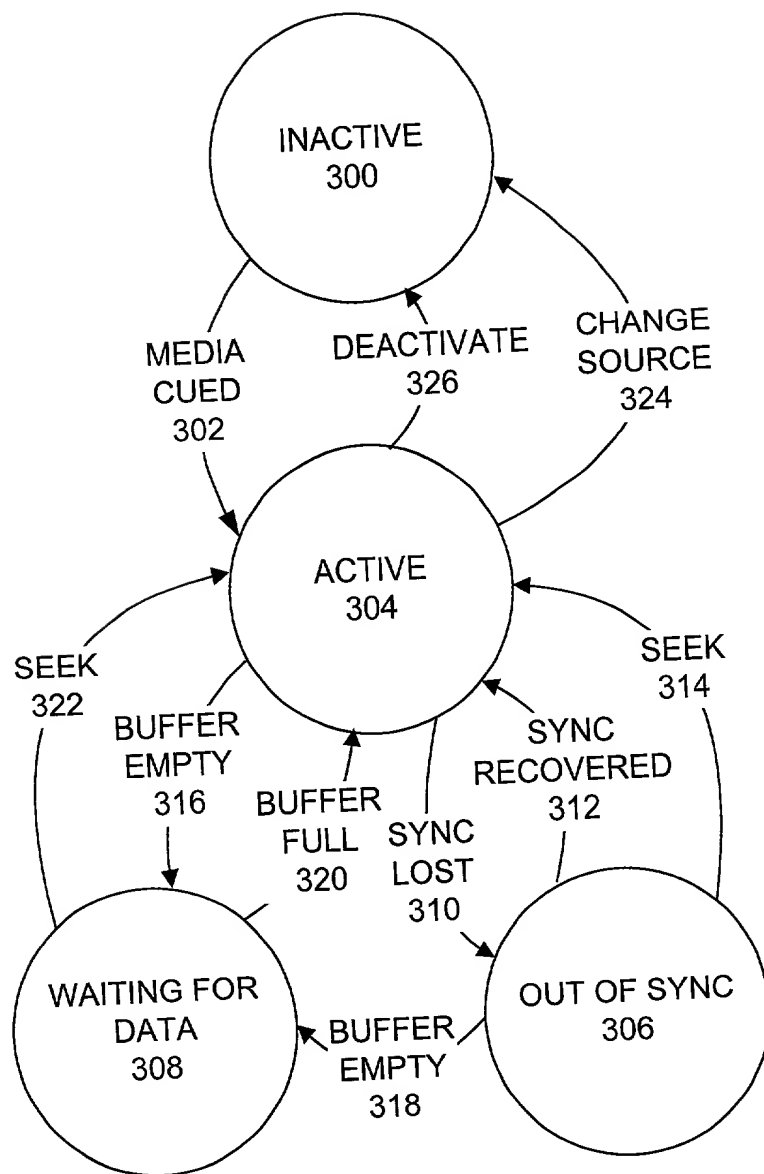 INACTIVE
300
MEDIA
CUED
302
DEACTIVATE
326
CHANGE
SOURCE
324
ACTIVE
304
SEEK
322
BUFFER
EMPTY
316
BUFFER
FULL
320
SYNC
LOST
310
SYNC
RECOVERED
312
SEEK
314
WAITING FOR
DATA
308
BUFFER
EMPTY
318
OUT OF SYNC
306